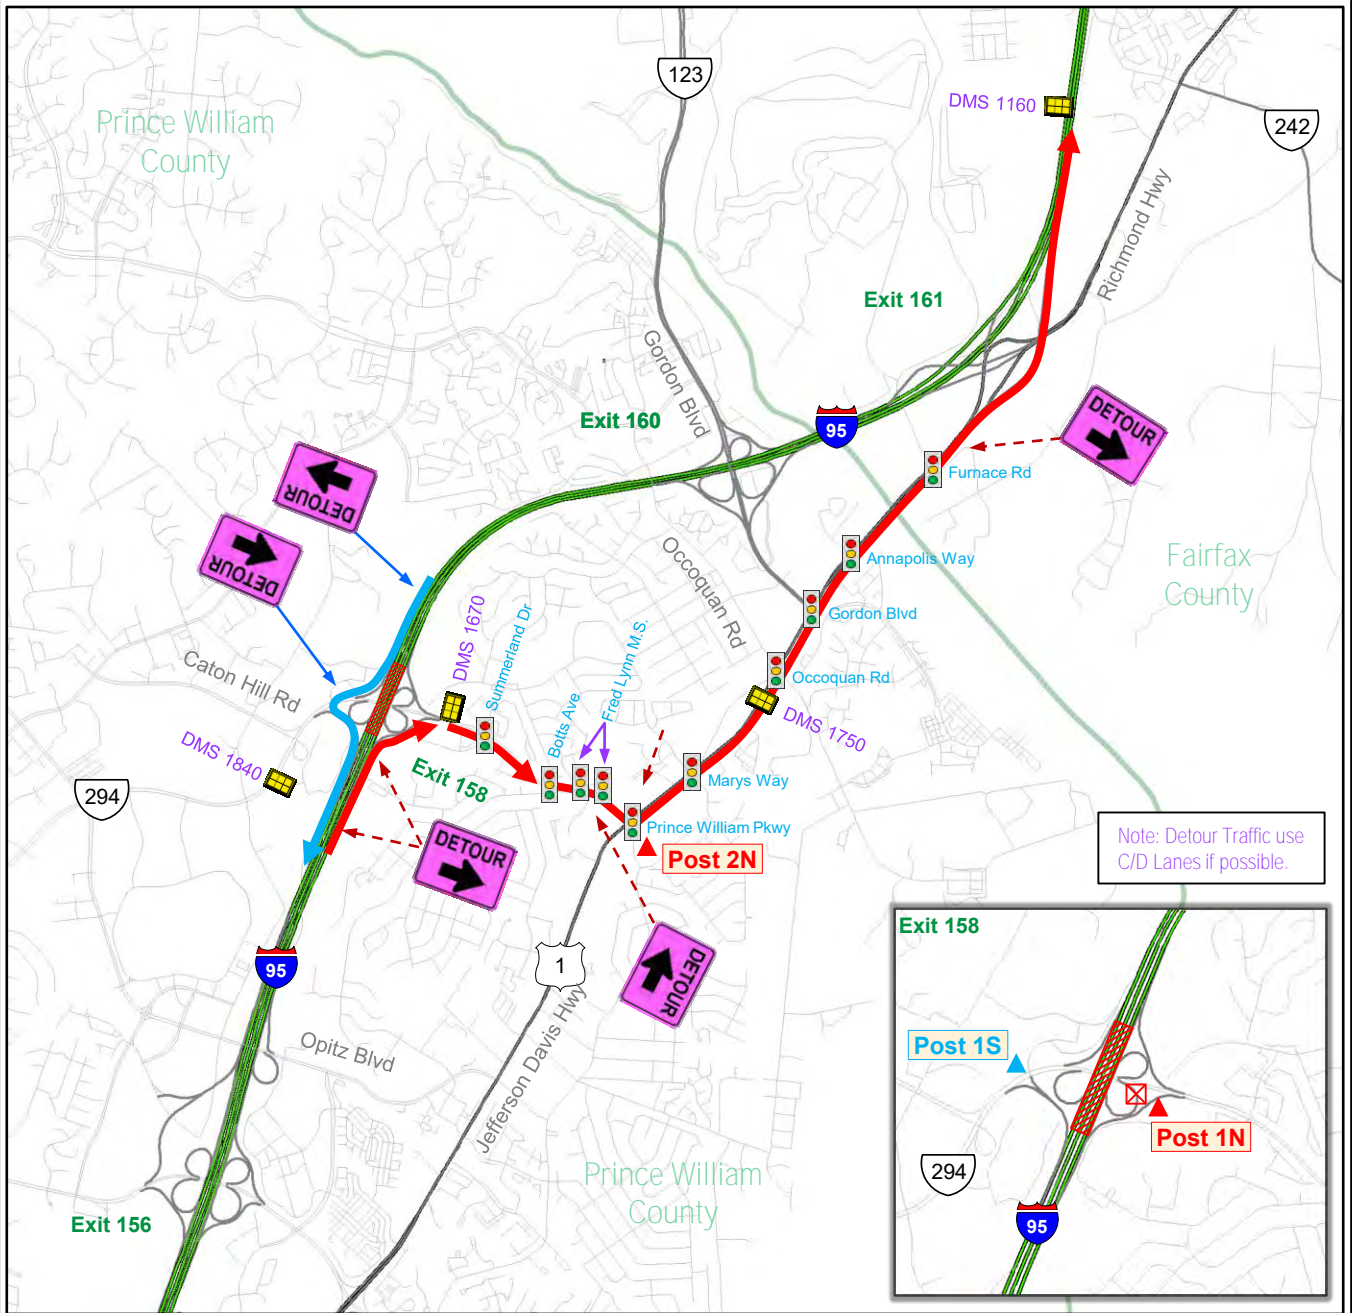 123
DMS 1160
242
Prince William
County
Richmond Hwy
Exit 161
Gordon Blvd
Exit 160
95
DETOUR
Furnace Rd
DETOUR
DETOUR
Annapolis Way
Fairfax
County
Occoquan Rd
Gordon Blvd
DMS 1670
Summerland Dr
Fred Lynn M.S.
Botts Ave
Caton Hill Rd
Occoquan Rd
DMS 1750
DMS 1840
Exit 158
Marys Way
294
Prince William Pkwy
Post 2N
DETOUR
Note: Detour Traffic use
C/D Lanes if possible.
95
1
DETOUR
Exit 158
Opitz Blvd
Jefferson Davis Hwy
Post 1S
Post 1N
294
Prince William
County
Exit 156
95